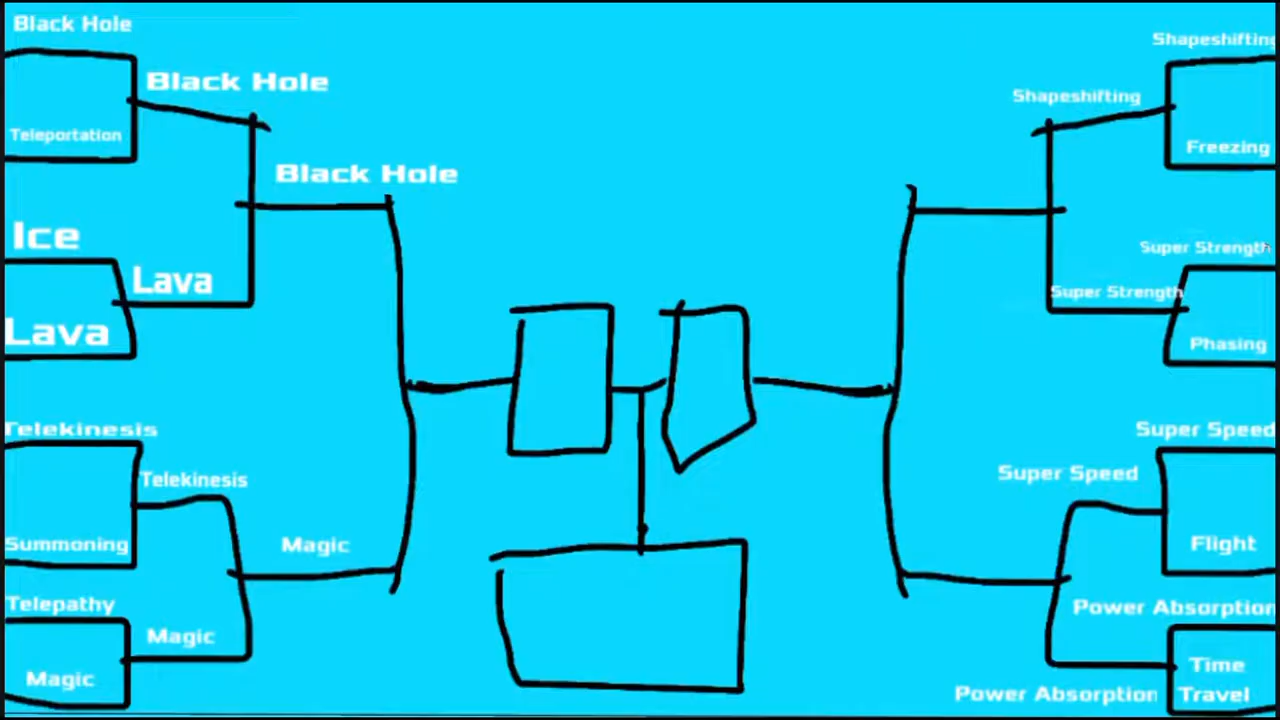 Black Hole
Black Hole
Teleportation
Black Hole
Ice
Lava
Lava
Telekinesis
Telekinesis
Summoning
Magic
Telepathy
Magic
Magic
Shapeshifting
Shapeshifting
Freezing
Super Strength
Super Strength
Phasing
Super Speed
Super Speed
Flight
Power Absorption
Time
Travel
Power Absorption